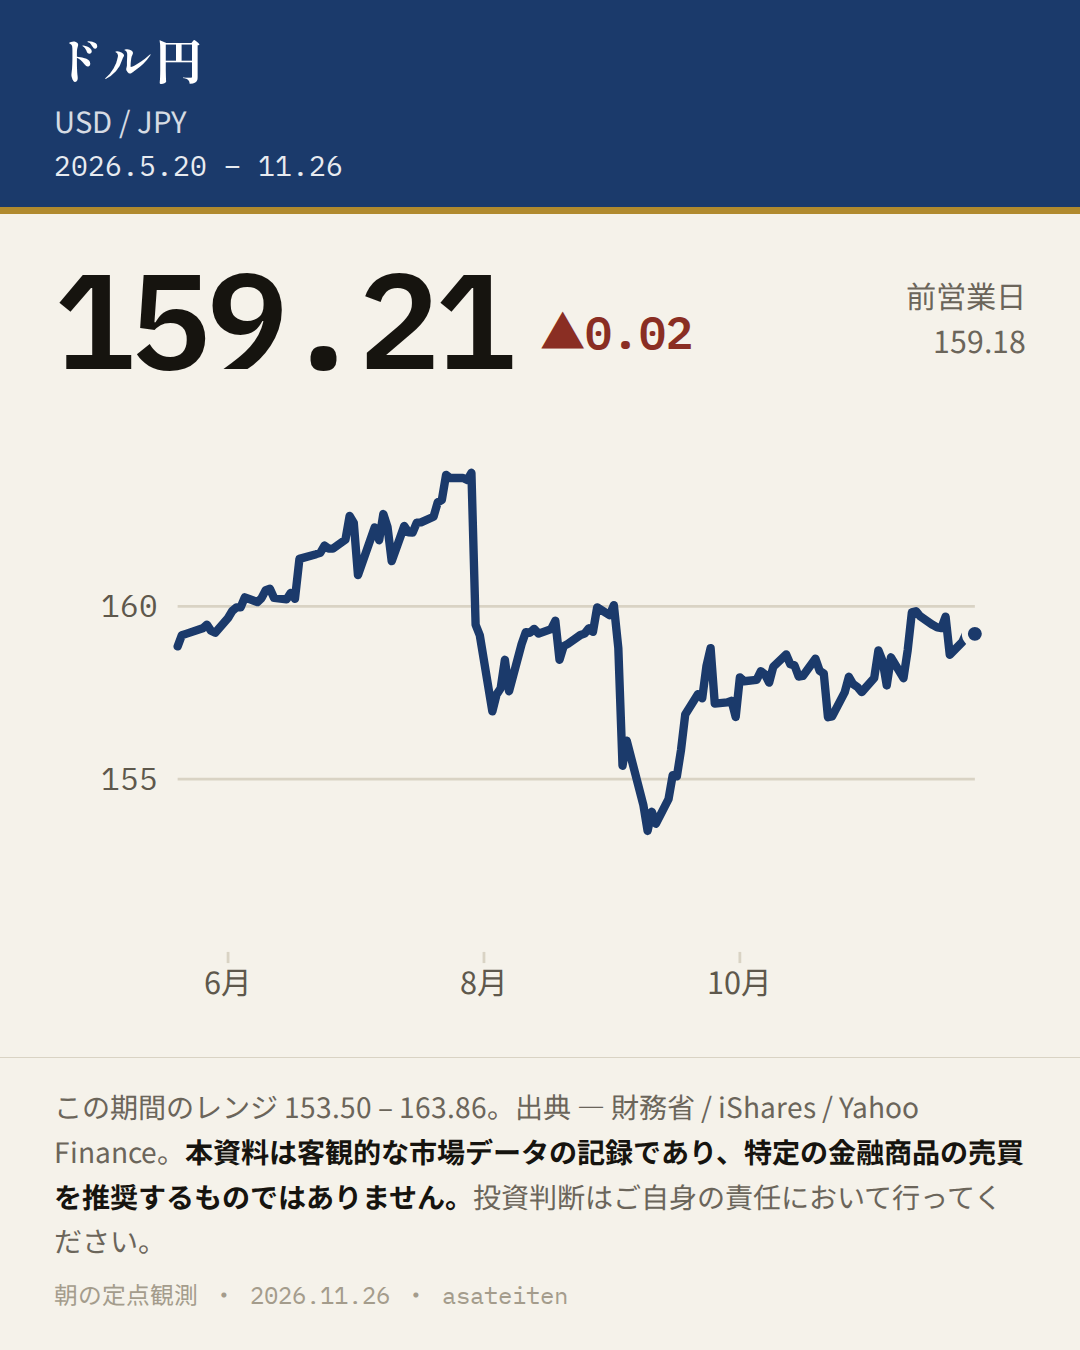 ドル円
USD / JPY
2026.5.20 – 11.26
159.21 ▲0.02
前営業日
159.18
160
155
6月 8月 10月
この期間のレンジ 153.50 – 163.86。出典 — 財務省 / iShares / Yahoo
Finance。本資料は客観的な市場データの記録であり、特定の金融商品の売買
を推奨するものではありません。投資判断はご自身の責任において行ってく
ださい。
朝の定点観測 ・ 2026.11.26 ・ asateiten